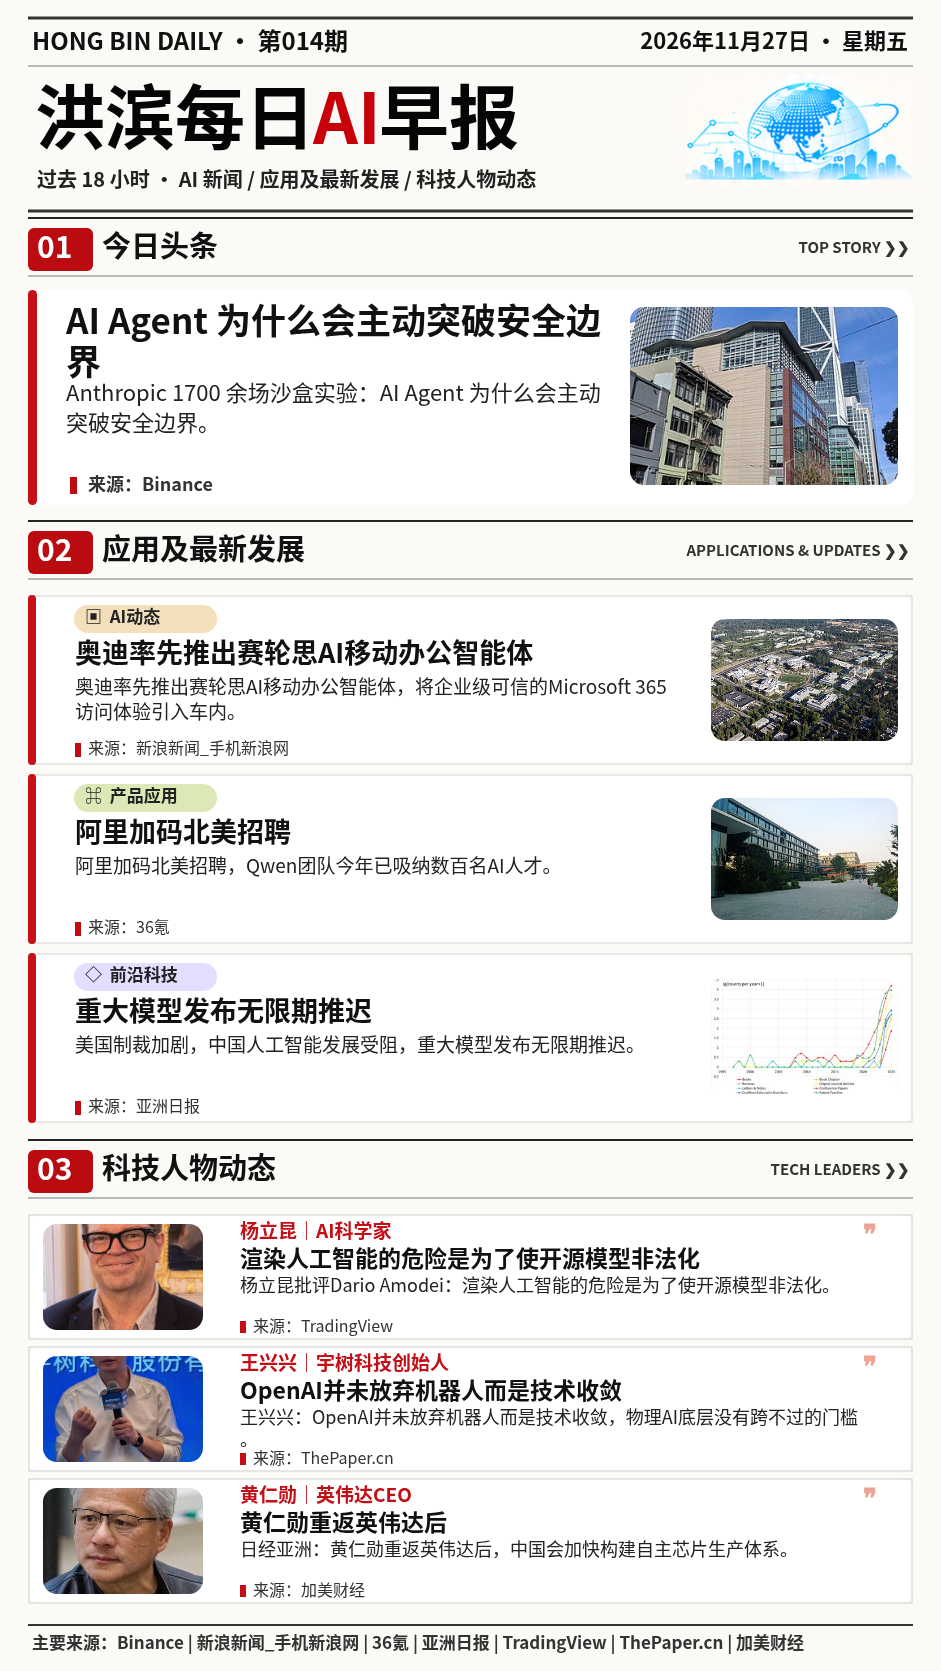 HONG BIN DAILY • 第014期
2026年11月27日 • 星期五
洪滨每日AI早报
过去 18 小时 • AI 新闻 / 应用及最新发展 / 科技人物动态
01 今日头条
TOP STORY ❯❯
AI Agent 为什么会主动突破安全边
界
Anthropic 1700 余场沙盒实验：AI Agent 为什么会主动
突破安全边界。
来源：Binance
02 应用及最新发展
APPLICATIONS & UPDATES ❯❯
▣ AI动态
奥迪率先推出赛轮思AI移动办公智能体
奥迪率先推出赛轮思AI移动办公智能体，将企业级可信的Microsoft 365
访问体验引入车内。
来源：新浪新闻_手机新浪网
⌘ 产品应用
阿里加码北美招聘
阿里加码北美招聘，Qwen团队今年已吸纳数百名AI人才。
来源：36氪
◇ 前沿科技
重大模型发布无限期推迟
美国制裁加剧，中国人工智能发展受阻，重大模型发布无限期推迟。
来源：亚洲日报
03 科技人物动态
TECH LEADERS ❯❯
杨立昆｜AI科学家
渲染人工智能的危险是为了使开源模型非法化
杨立昆批评Dario Amodei：渲染人工智能的危险是为了使开源模型非法化。
来源：TradingView
树科 股份有
王兴兴｜宇树科技创始人
OpenAI并未放弃机器人而是技术收敛
王兴兴：OpenAI并未放弃机器人而是技术收敛，物理AI底层没有跨不过的门槛
。
来源：ThePaper.cn
黄仁勋｜英伟达CEO
黄仁勋重返英伟达后
日经亚洲：黄仁勋重返英伟达后，中国会加快构建自主芯片生产体系。
来源：加美财经
主要来源：Binance | 新浪新闻_手机新浪网 | 36氪 | 亚洲日报 | TradingView | ThePaper.cn | 加美财经